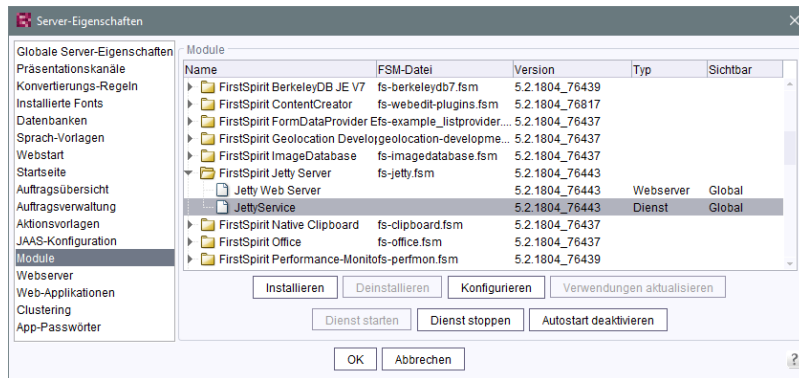 Server-Eigenschaften
Globale Server-Eigenschaften
Präsentationskanäle
Konvertierungs-Regeln
Installierte Fonts
Datenbanken
Sprach-Vorlagen
Webstart
Startseite
Auftragsübersicht
Auftragsverwaltung
Aktionsvorlagen
JAAS-Konfiguration
Module
Webserver
Web-Applikationen
Clustering
App-Passwörter
Module
Name FSM-Datei Version Typ Sichtbar
FirstSpirit BerkeleyDB JE V7 fs-berkeleydb7.fsm 5.2.1804_76439
FirstSpirit ContentCreator fs-webedit-plugins.fsm 5.2.1804_76817
FirstSpirit FormDataProvider Efs-example_listprovider.... 5.2.1804_76437
FirstSpirit Geolocation Developgeolocation-developme... 5.2.1804_76437
FirstSpirit ImageDatabase fs-imagedatabase.fsm 5.2.1804_76437
FirstSpirit Jetty Server fs-jetty.fsm 5.2.1804_76443
Jetty Web Server 5.2.1804_76443 Webserver Global
JettyService 5.2.1804_76443 Dienst Global
FirstSpirit Native Clipboard fs-clipboard.fsm 5.2.1804_76437
FirstSpirit Office fs-office.fsm 5.2.1804_76437
FirstSpirit Performance-Monitofs-perfmon.fsm 5.2.1804_76439
Installieren Deinstallieren Konfigurieren Verwendungen aktualisieren
Dienst starten Dienst stoppen Autostart deaktivieren
OK Abbrechen ?